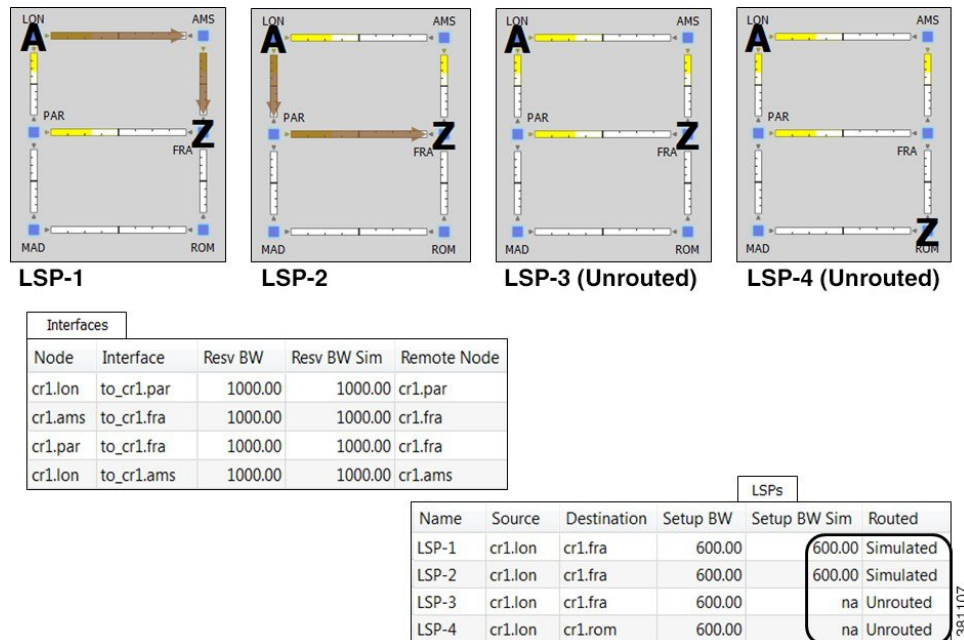 LON AMS
A
PAR
Z
FRA
MAD ROM
LSP-1
LON AMS
A
PAR
Z
FRA
MAD ROM
LSP-2
LON AMS
A
PAR
Z
FRA
MAD ROM
LSP-3 (Unrouted)
LON AMS
A
PAR
FRA
Z
MAD ROM
LSP-4 (Unrouted)
Interfaces
Node Interface Resv BW Resv BW Sim Remote Node
cr1.lon to_cr1.par 1000.00 1000.00 cr1.par
cr1.ams to_cr1.fra 1000.00 1000.00 cr1.fra
cr1.par to_cr1.fra 1000.00 1000.00 cr1.fra
cr1.lon to_cr1.ams 1000.00 1000.00 cr1.ams
LSPs
Name Source Destination Setup BW Setup BW Sim Routed
LSP-1 cr1.lon cr1.fra 600.00 600.00 Simulated
LSP-2 cr1.lon cr1.fra 600.00 600.00 Simulated
LSP-3 cr1.lon cr1.fra 600.00 na Unrouted
LSP-4 cr1.lon cr1.rom 600.00 na Unrouted
381107